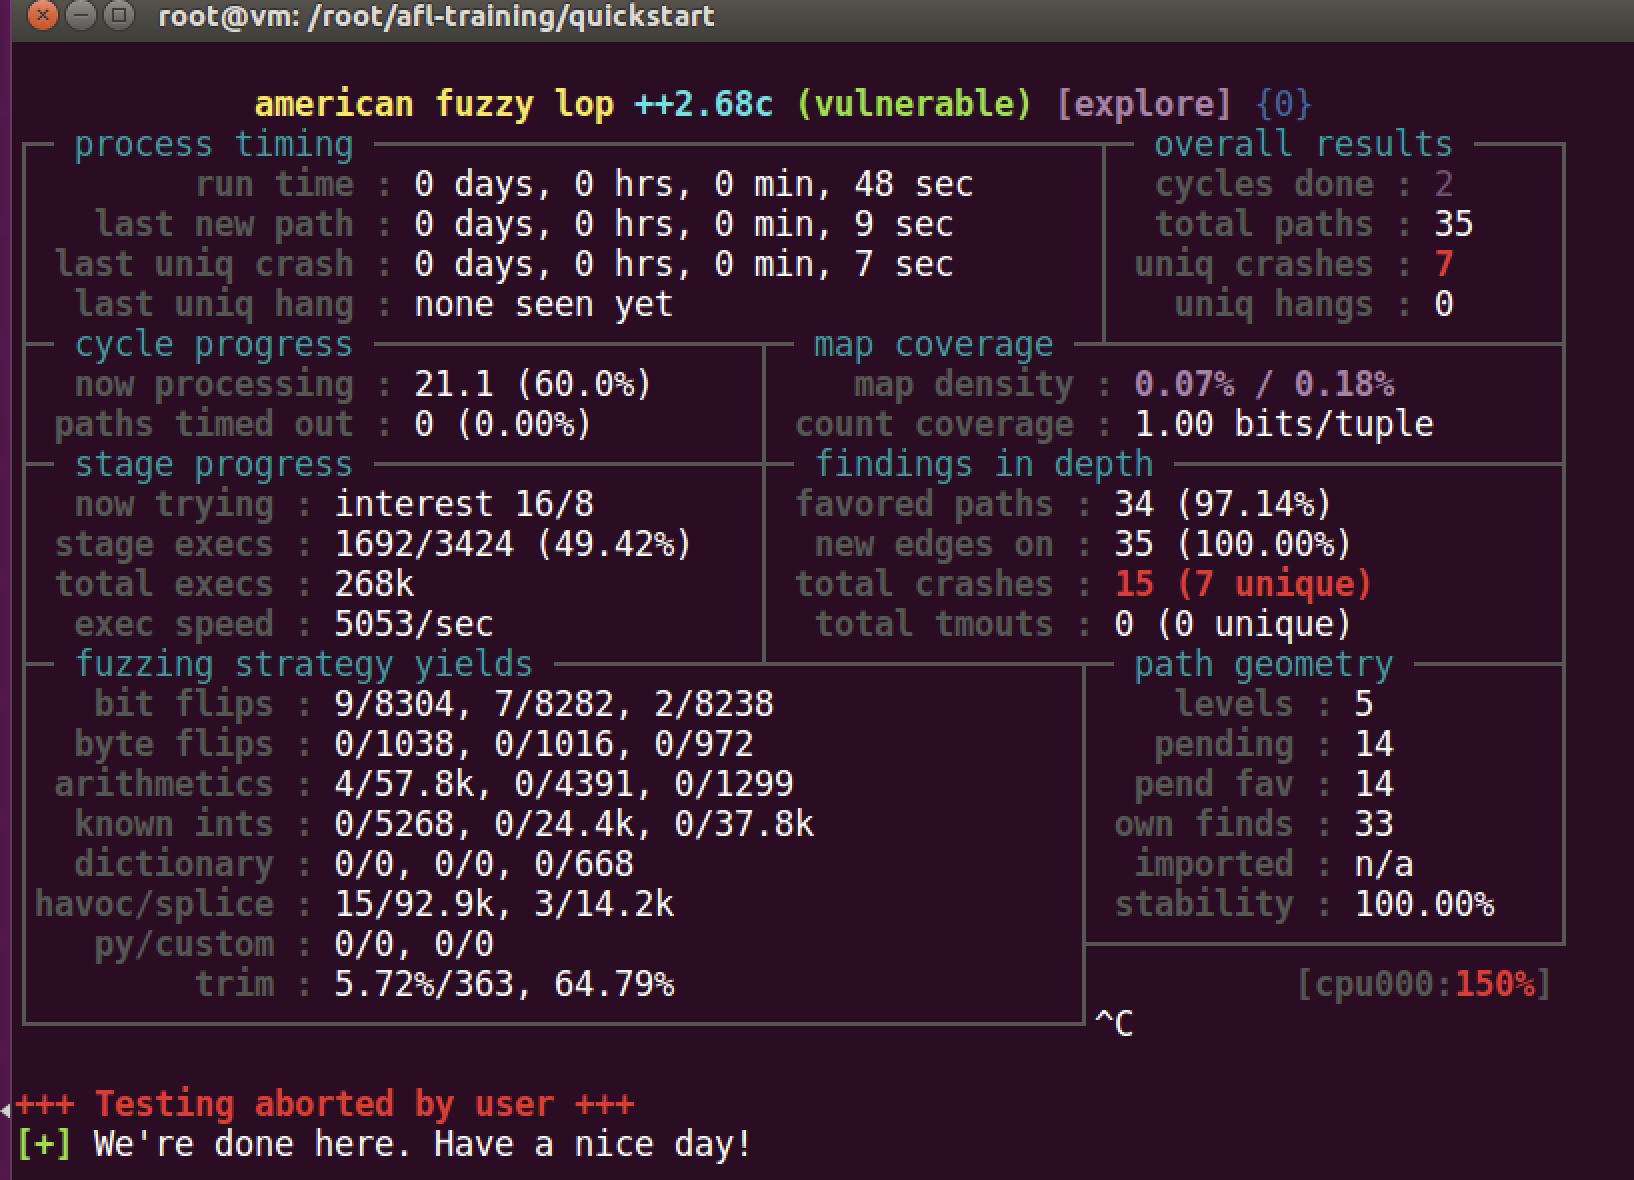 root@vm: /root/afl-training/quickstart
american fuzzy lop ++2.68c (vulnerable) [explore] {0}
process timing
run time : 0 days, 0 hrs, 0 min, 48 sec
last new path : 0 days, 0 hrs, 0 min, 9 sec
last uniq crash : 0 days, 0 hrs, 0 min, 7 sec
last uniq hang : none seen yet
overall results
cycles done : 2
total paths : 35
uniq crashes : 7
uniq hangs : 0
cycle progress
now processing : 21.1 (60.0%)
paths timed out : 0 (0.00%)
map coverage
map density : 0.07% / 0.18%
count coverage : 1.00 bits/tuple
stage progress
now trying : interest 16/8
stage execs : 1692/3424 (49.42%)
total execs : 268k
exec speed : 5053/sec
findings in depth
favored paths : 34 (97.14%)
new edges on : 35 (100.00%)
total crashes : 15 (7 unique)
total tmouts : 0 (0 unique)
fuzzing strategy yields
bit flips : 9/8304, 7/8282, 2/8238
byte flips : 0/1038, 0/1016, 0/972
arithmetics : 4/57.8k, 0/4391, 0/1299
known ints : 0/5268, 0/24.4k, 0/37.8k
dictionary : 0/0, 0/0, 0/668
havoc/splice : 15/92.9k, 3/14.2k
py/custom : 0/0, 0/0
trim : 5.72%/363, 64.79%
path geometry
levels : 5
pending : 14
pend fav : 14
own finds : 33
imported : n/a
stability : 100.00%
[cpu000:150%]
^C
+++ Testing aborted by user +++
[+] We're done here. Have a nice day!